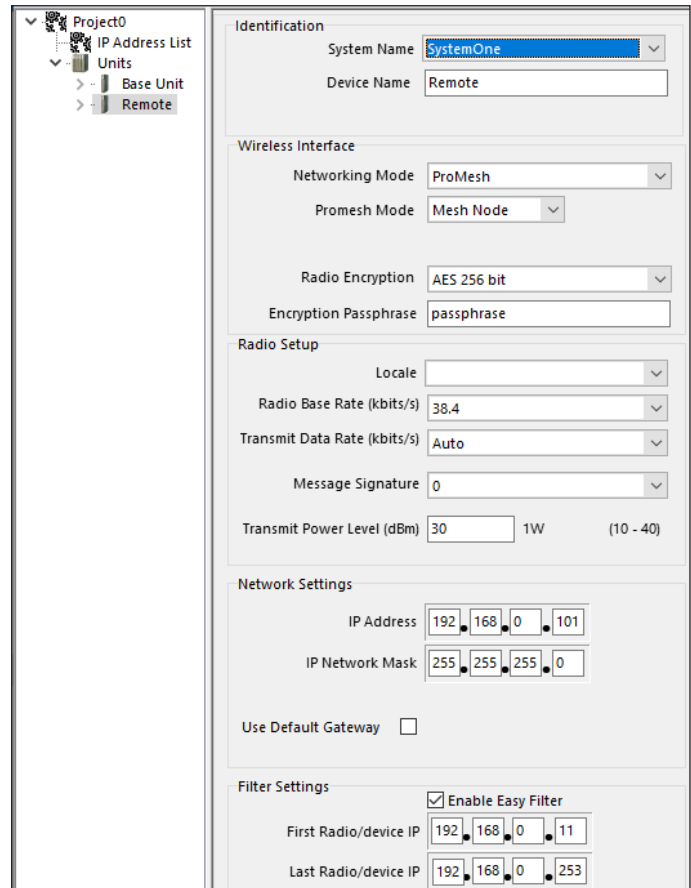 Project0
IP Address List
Units
Base Unit
Remote
Identification
System Name SystemOne
Device Name Remote
Wireless Interface
Networking Mode ProMesh
Promesh Mode Mesh Node
Radio Encryption AES 256 bit
Encryption Passphrase passphrase
Radio Setup
Locale
Radio Base Rate (kbits/s) 38.4
Transmit Data Rate (kbits/s) Auto
Message Signature 0
Transmit Power Level (dBm) 30 1W (10 - 40)
Network Settings
IP Address 192.168.0.101
IP Network Mask 255.255.255.0
Use Default Gateway
Filter Settings
Enable Easy Filter
First Radio/device IP 192.168.0.11
Last Radio/device IP 192.168.0.253